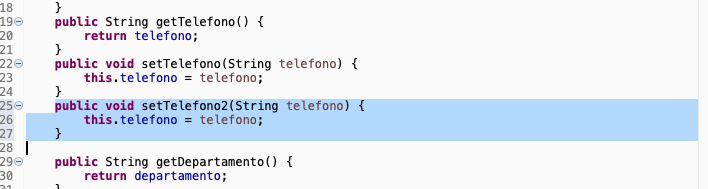 18 }
19 public String getTelefono() {
20 return telefono;
21 }
22 public void setTelefono(String telefono) {
23 this.telefono = telefono;
24 }
25 public void setTelefono2(String telefono) {
26 this.telefono = telefono;
27 }
28
29 public String getDepartamento() {
30 return departamento;
31 }